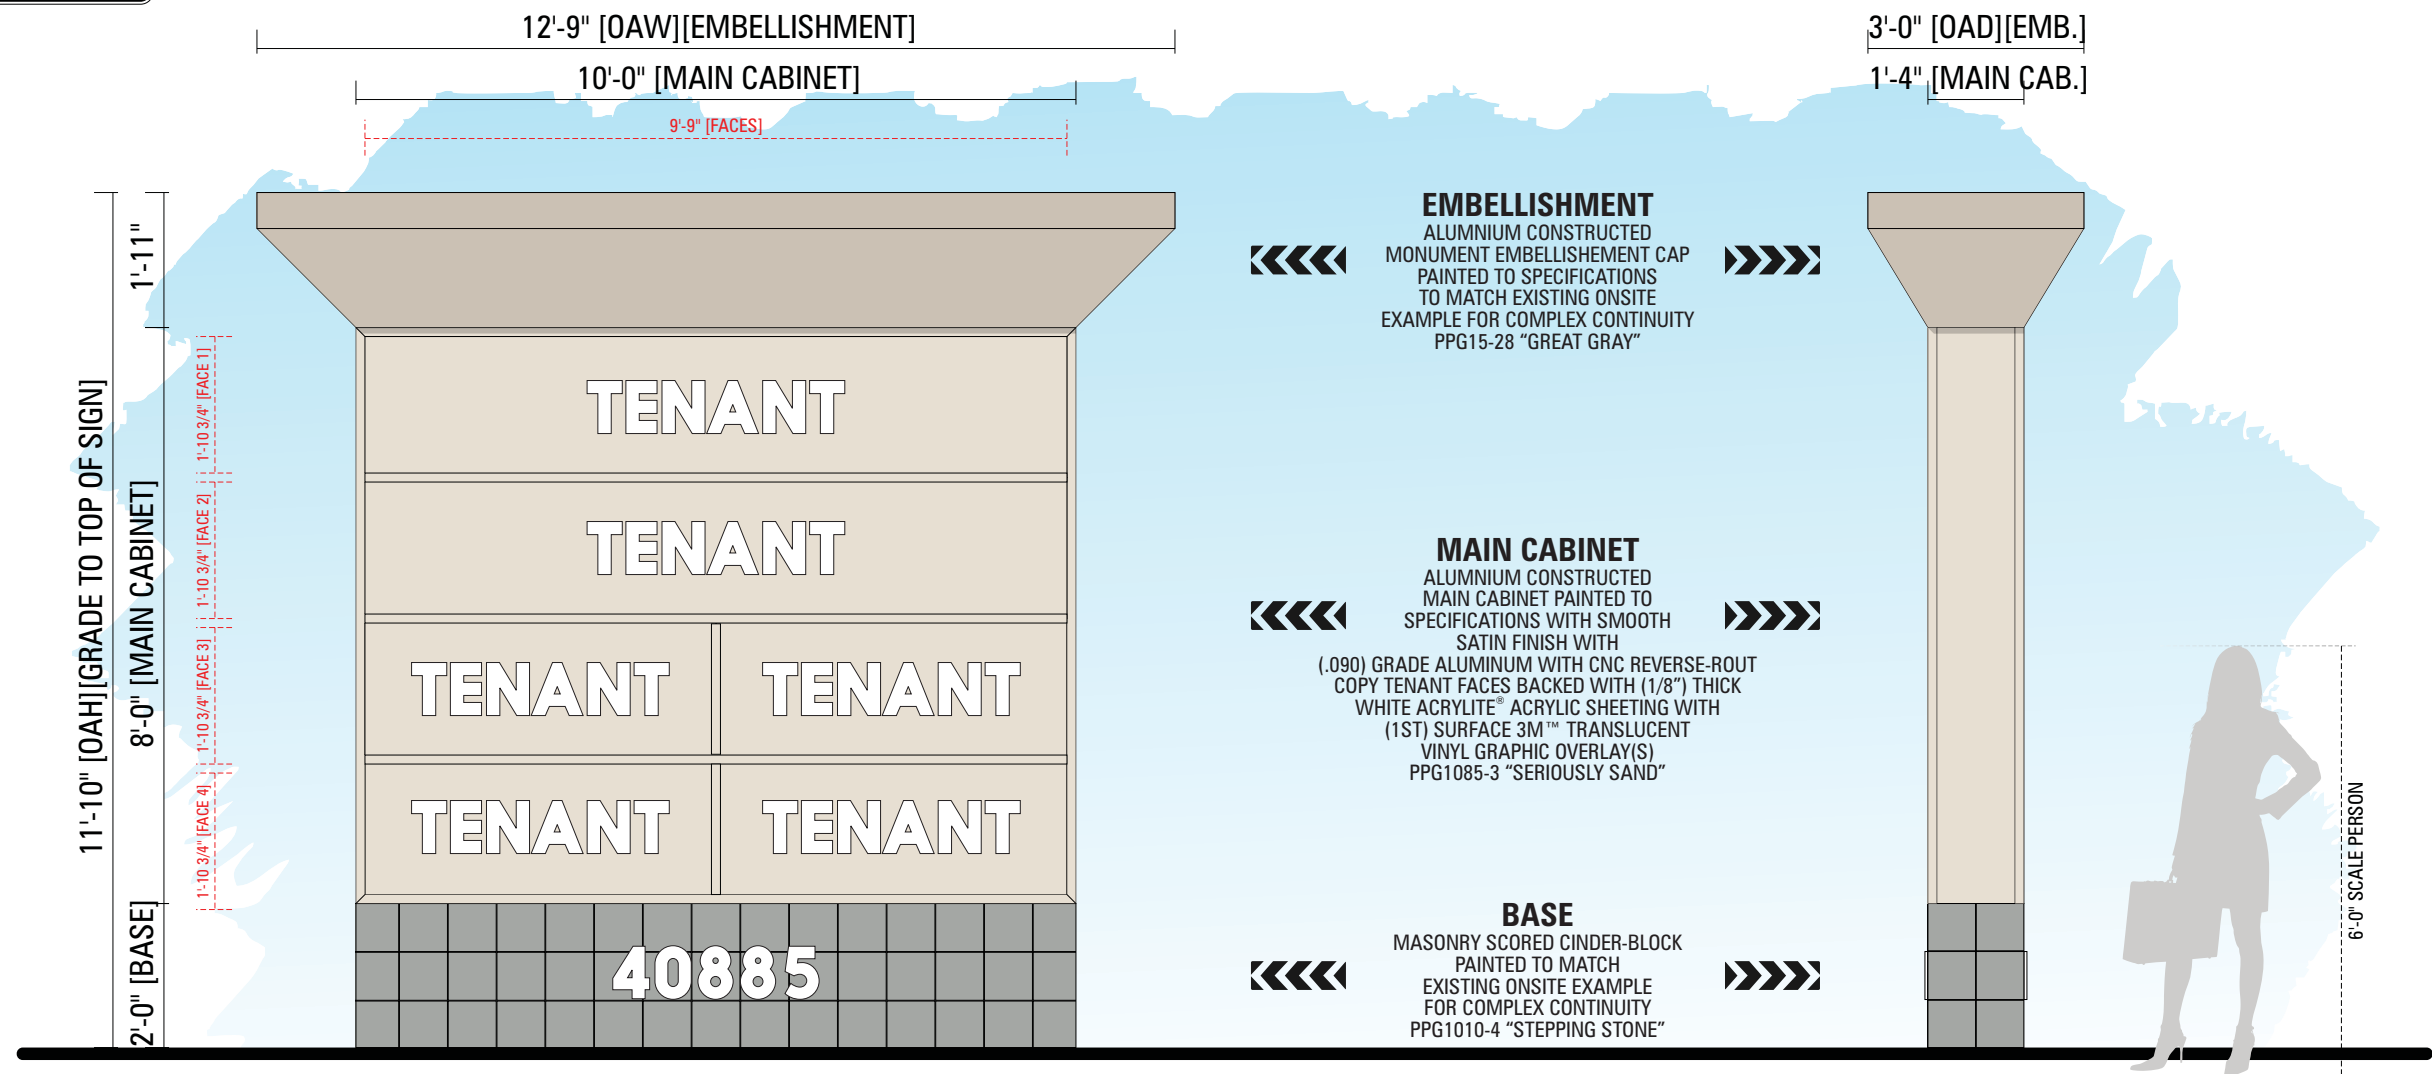 12'-9" [OAW][EMBELLISHMENT]
3'-0" [OAD][EMB.]
10'-0" [MAIN CABINET]
1'-4" [MAIN CAB.]
9'-9" [FACES]
11'-10" [OAH][GRADE TO TOP OF SIGN]
1'-11"
8'-0" [MAIN CABINET]
2'-0" [BASE]
1'-10 3/4" [FACE 1]
1'-10 3/4" [FACE 2]
1'-10 3/4" [FACE 3]
1'-10 3/4" [FACE 4]
TENANT
TENANT
TENANT TENANT
TENANT TENANT
40885
EMBELLISHMENT
ALUMNIUM CONSTRUCTED
MONUMENT EMBELLISHEMENT CAP
PAINTED TO SPECIFICATIONS
TO MATCH EXISTING ONSITE
EXAMPLE FOR COMPLEX CONTINUITY
PPG15-28 “GREAT GRAY”
MAIN CABINET
ALUMNIUM CONSTRUCTED
MAIN CABINET PAINTED TO
SPECIFICATIONS WITH SMOOTH
SATIN FINISH WITH
(.090) GRADE ALUMINUM WITH CNC REVERSE-ROUT
COPY TENANT FACES BACKED WITH (1/8”) THICK
WHITE ACRYLITE® ACRYLIC SHEETING WITH
(1ST) SURFACE 3M™ TRANSLUCENT
VINYL GRAPHIC OVERLAY(S)
PPG1085-3 “SERIOUSLY SAND”
BASE
MASONRY SCORED CINDER-BLOCK
PAINTED TO MATCH
EXISTING ONSITE EXAMPLE
FOR COMPLEX CONTINUITY
PPG1010-4 “STEPPING STONE”
6'-0" SCALE PERSON